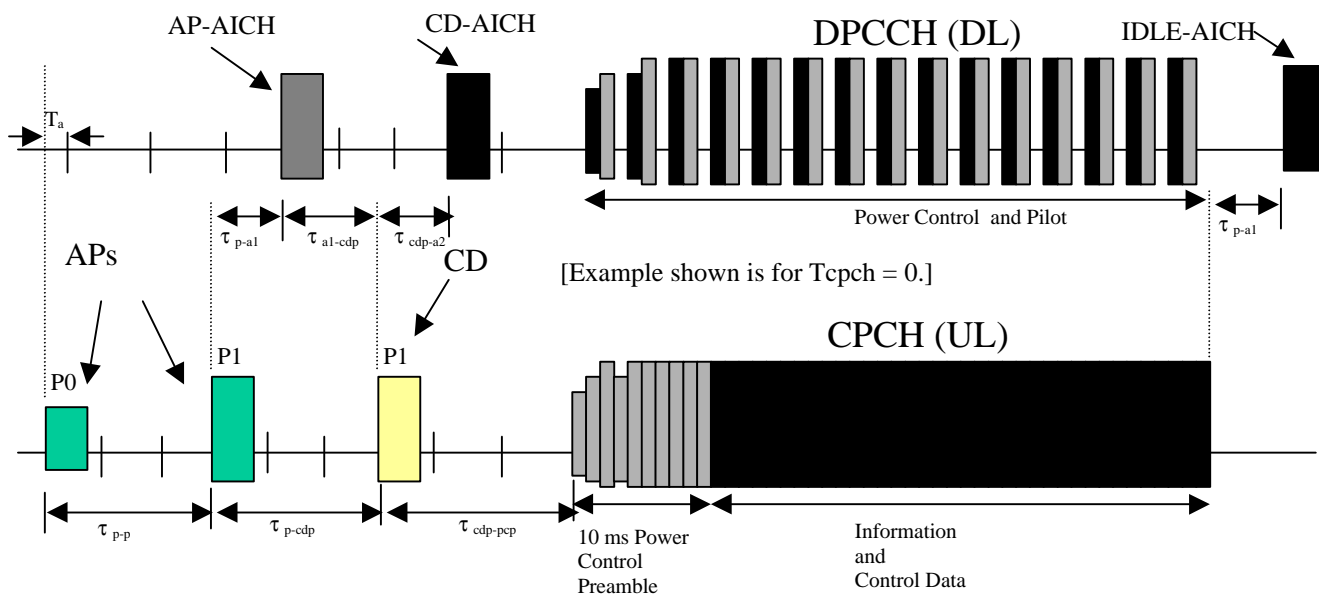 AP-AICH
CD-AICH
DPCCH (DL)
IDLE-AICH
Ta
Power Control and Pilot
τ p-a1
τ a1-cdp
τ cdp-a2
τ p-a1
APs
CD
[Example shown is for Tcpch = 0.]
CPCH (UL)
P0
P1
P1
τ p-p
τ p-cdp
τ cdp-pcp
10 ms Power
Control
Preamble
Information
and
Control Data